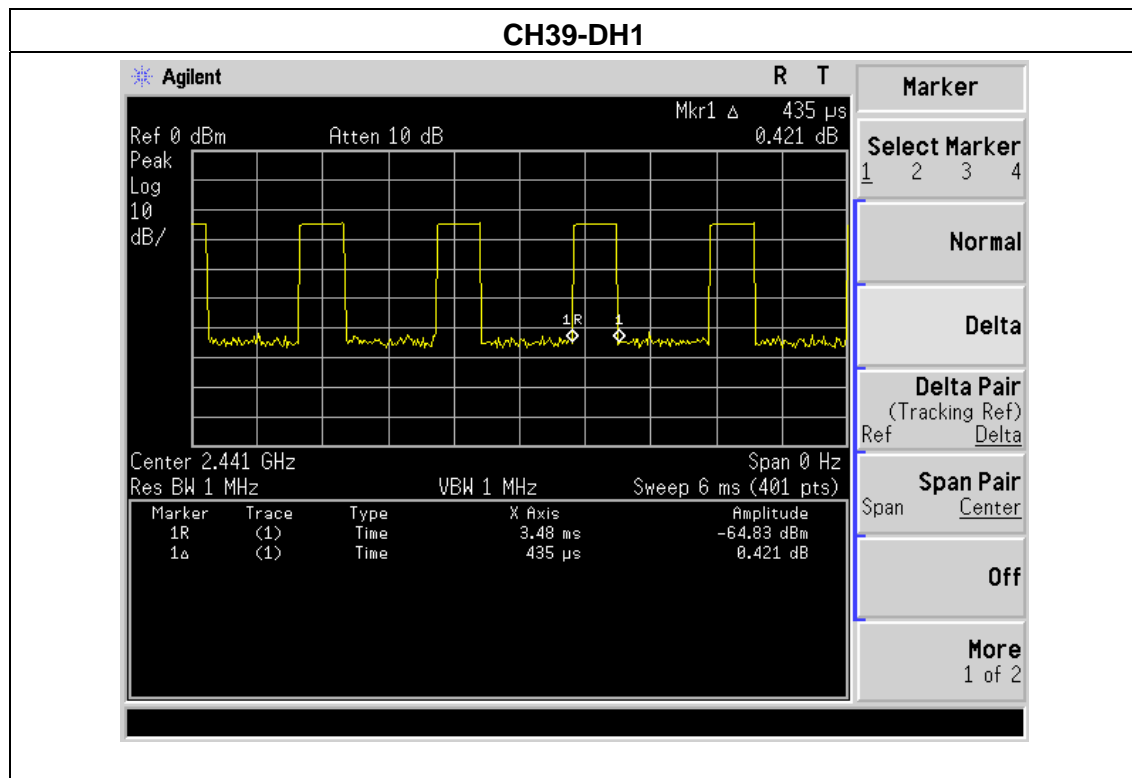 CH39-DH1
Agilent R T
Mkr1 Δ 435 µs
Ref 0 dBm Atten 10 dB 0.421 dB
Peak
Log
10
dB/
1R 1
Center 2.441 GHz Span 0 Hz
Res BW 1 MHz VBW 1 MHz Sweep 6 ms (401 pts)
Marker Trace Type X Axis Amplitude
1R (1) Time 3.48 ms -64.83 dBm
1Δ (1) Time 435 µs 0.421 dB
Marker
Select Marker
1 2 3 4
Normal
Delta
Delta Pair
(Tracking Ref)
Ref Delta
Span Pair
Span Center
Off
More
1 of 2